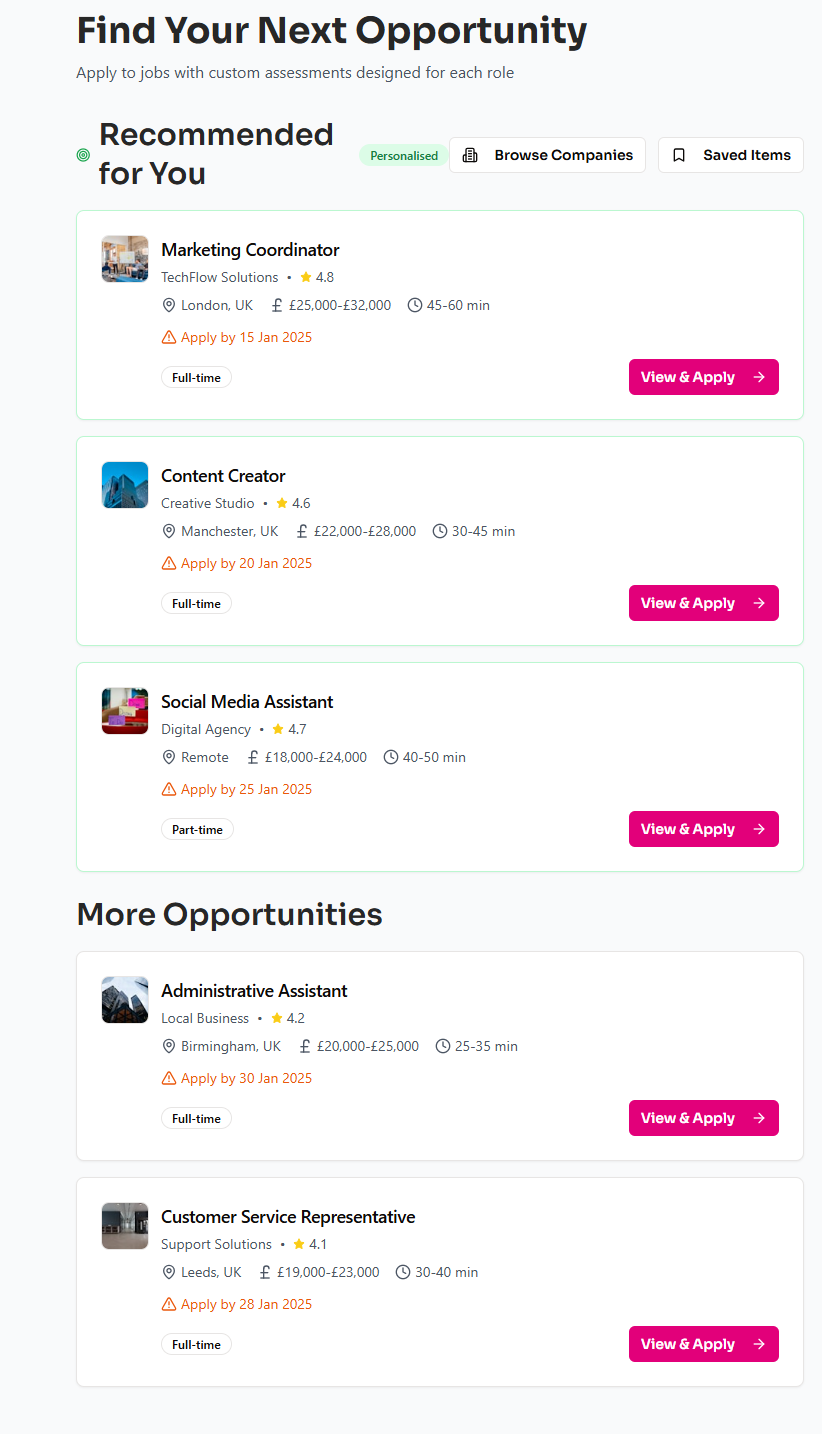 Find Your Next Opportunity
Apply to jobs with custom assessments designed for each role
Recommended
for You
Personalised
Browse Companies
Saved Items
Marketing Coordinator
TechFlow Solutions • 4.8
London, UK £25,000-£32,000 45-60 min
Apply by 15 Jan 2025
Full-time
View & Apply
Content Creator
Creative Studio • 4.6
Manchester, UK £22,000-£28,000 30-45 min
Apply by 20 Jan 2025
Full-time
View & Apply
Social Media Assistant
Digital Agency • 4.7
Remote £18,000-£24,000 40-50 min
Apply by 25 Jan 2025
Part-time
View & Apply
More Opportunities
Administrative Assistant
Local Business • 4.2
Birmingham, UK £20,000-£25,000 25-35 min
Apply by 30 Jan 2025
Full-time
View & Apply
Customer Service Representative
Support Solutions • 4.1
Leeds, UK £19,000-£23,000 30-40 min
Apply by 28 Jan 2025
Full-time
View & Apply